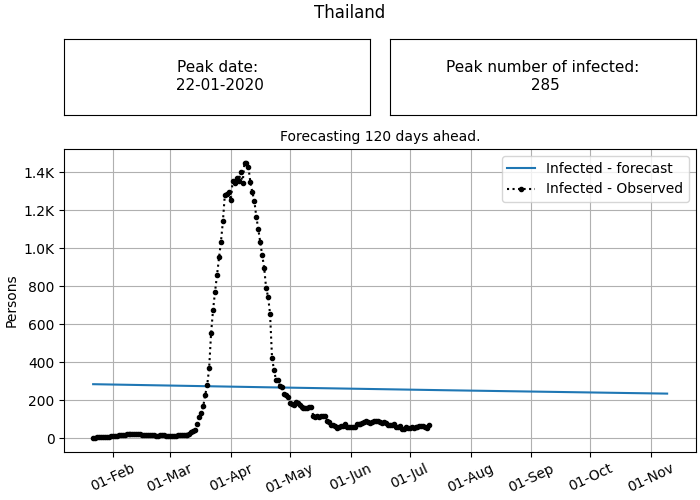 Thailand
Peak date:
22-01-2020
Peak number of infected:
285
Forecasting 120 days ahead.
Infected - forecast
Infected - Observed
Persons
1.4K
1.2K
1.0K
800
600
400
200
0
01-Feb
01-Mar
01-Apr
01-May
01-Jun
01-Jul
01-Aug
01-Sep
01-Oct
01-Nov